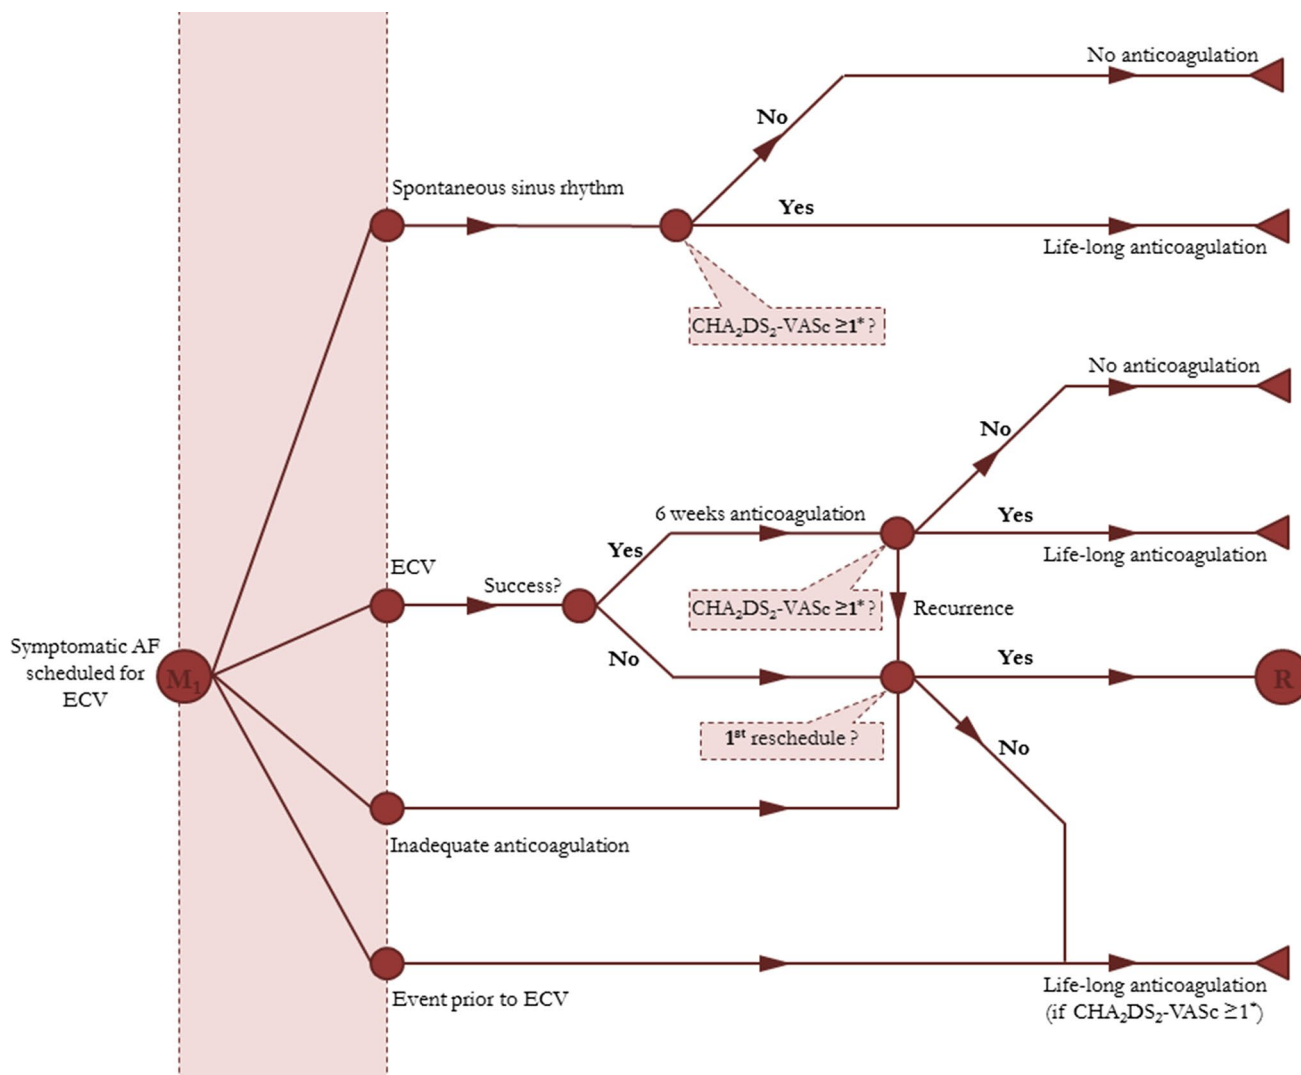 No anticoagulation
No
Spontaneous sinus rhythm
Yes
Life-long anticoagulation
CHA₂DS₂-VASc ≥1* ?
No anticoagulation
No
6 weeks anticoagulation
Yes
Yes
Life-long anticoagulation
ECV
Success?
CHA₂DS₂-VASc ≥1* ?
Recurrence
Symptomatic AF
scheduled for
ECV
M₁
No
Yes
R
1st reschedule ?
No
Inadequate anticoagulation
Event prior to ECV
Life-long anticoagulation
(if CHA₂DS₂-VASc ≥1*)